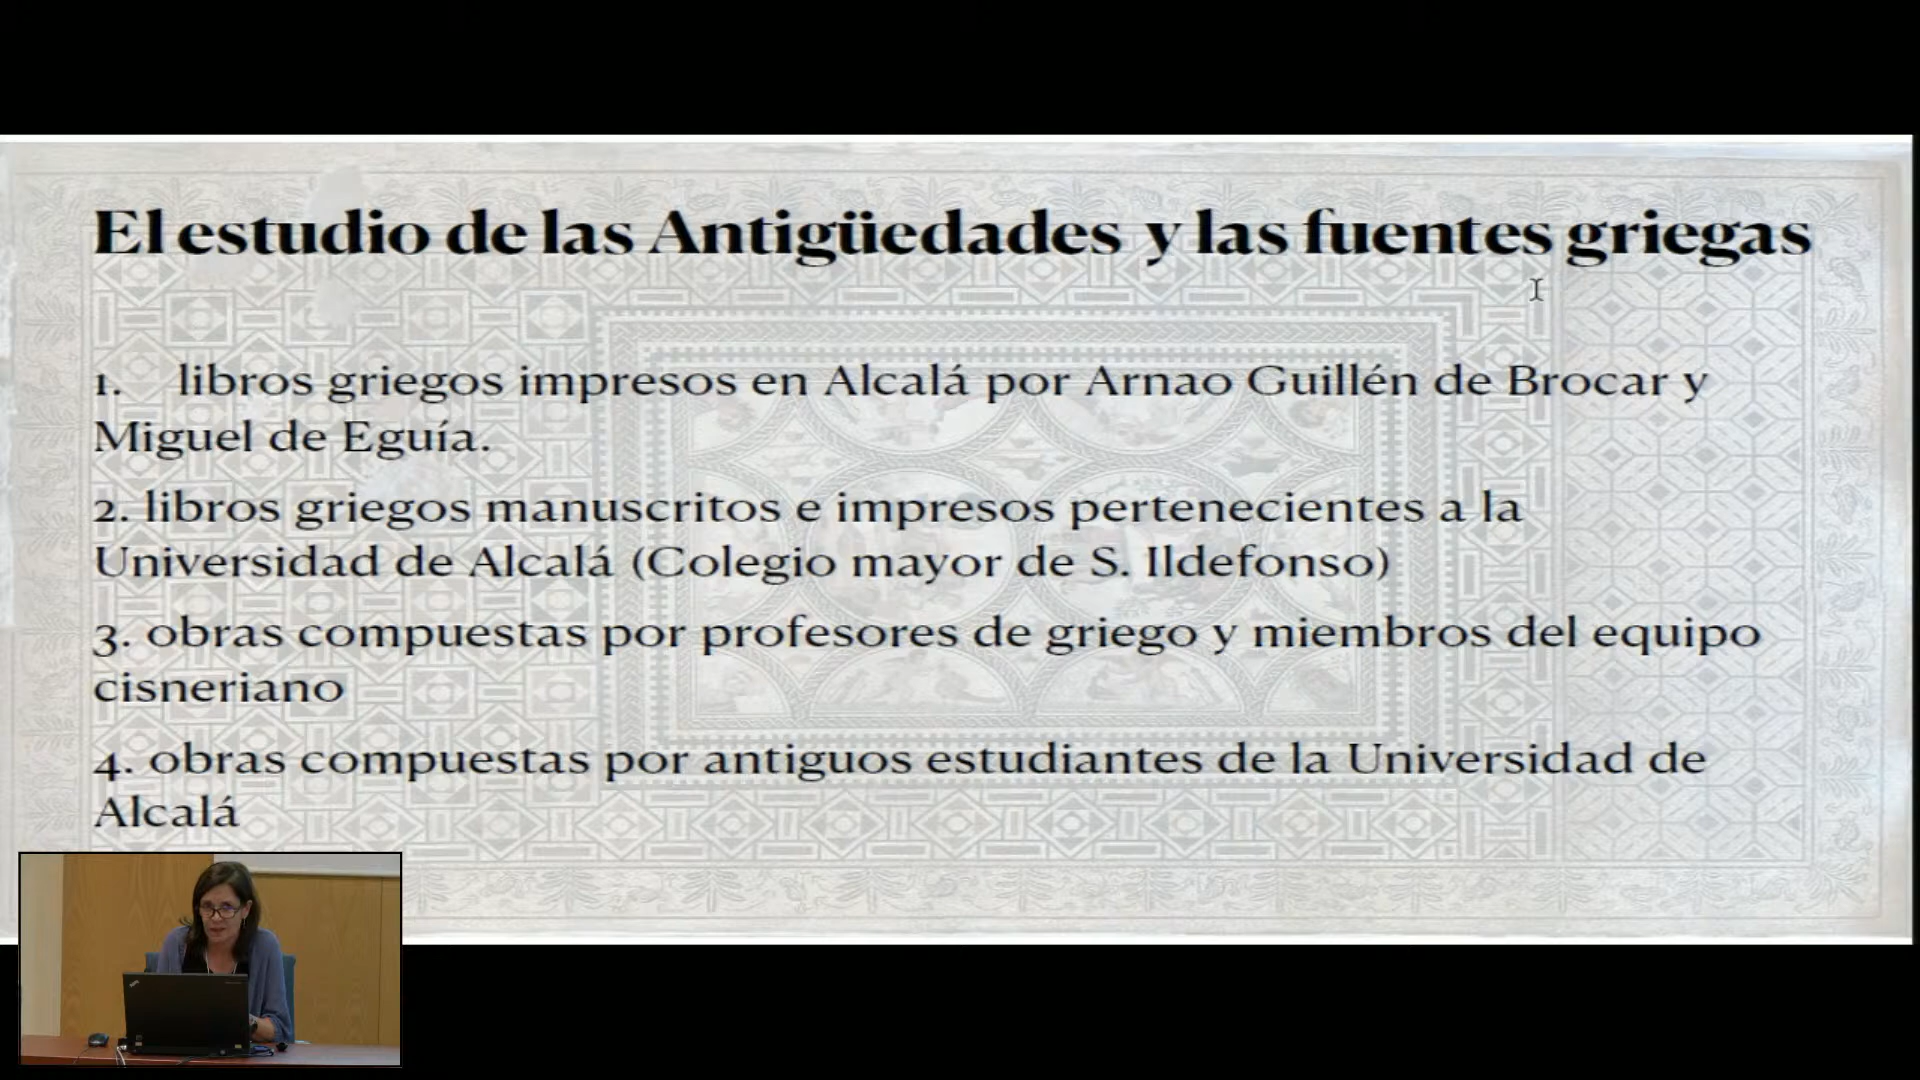 El estudio de las Antigüedades y las fuentes griegas
1. libros griegos impresos en Alcalá por Arnao Guillén de Brocar y
Miguel de Eguía.
2. libros griegos manuscritos e impresos pertenecientes a la
Universidad de Alcalá (Colegio mayor de S. Ildefonso)
3. obras compuestas por profesores de griego y miembros del equipo
cisneriano
4. obras compuestas por antiguos estudiantes de la Universidad de
Alcalá